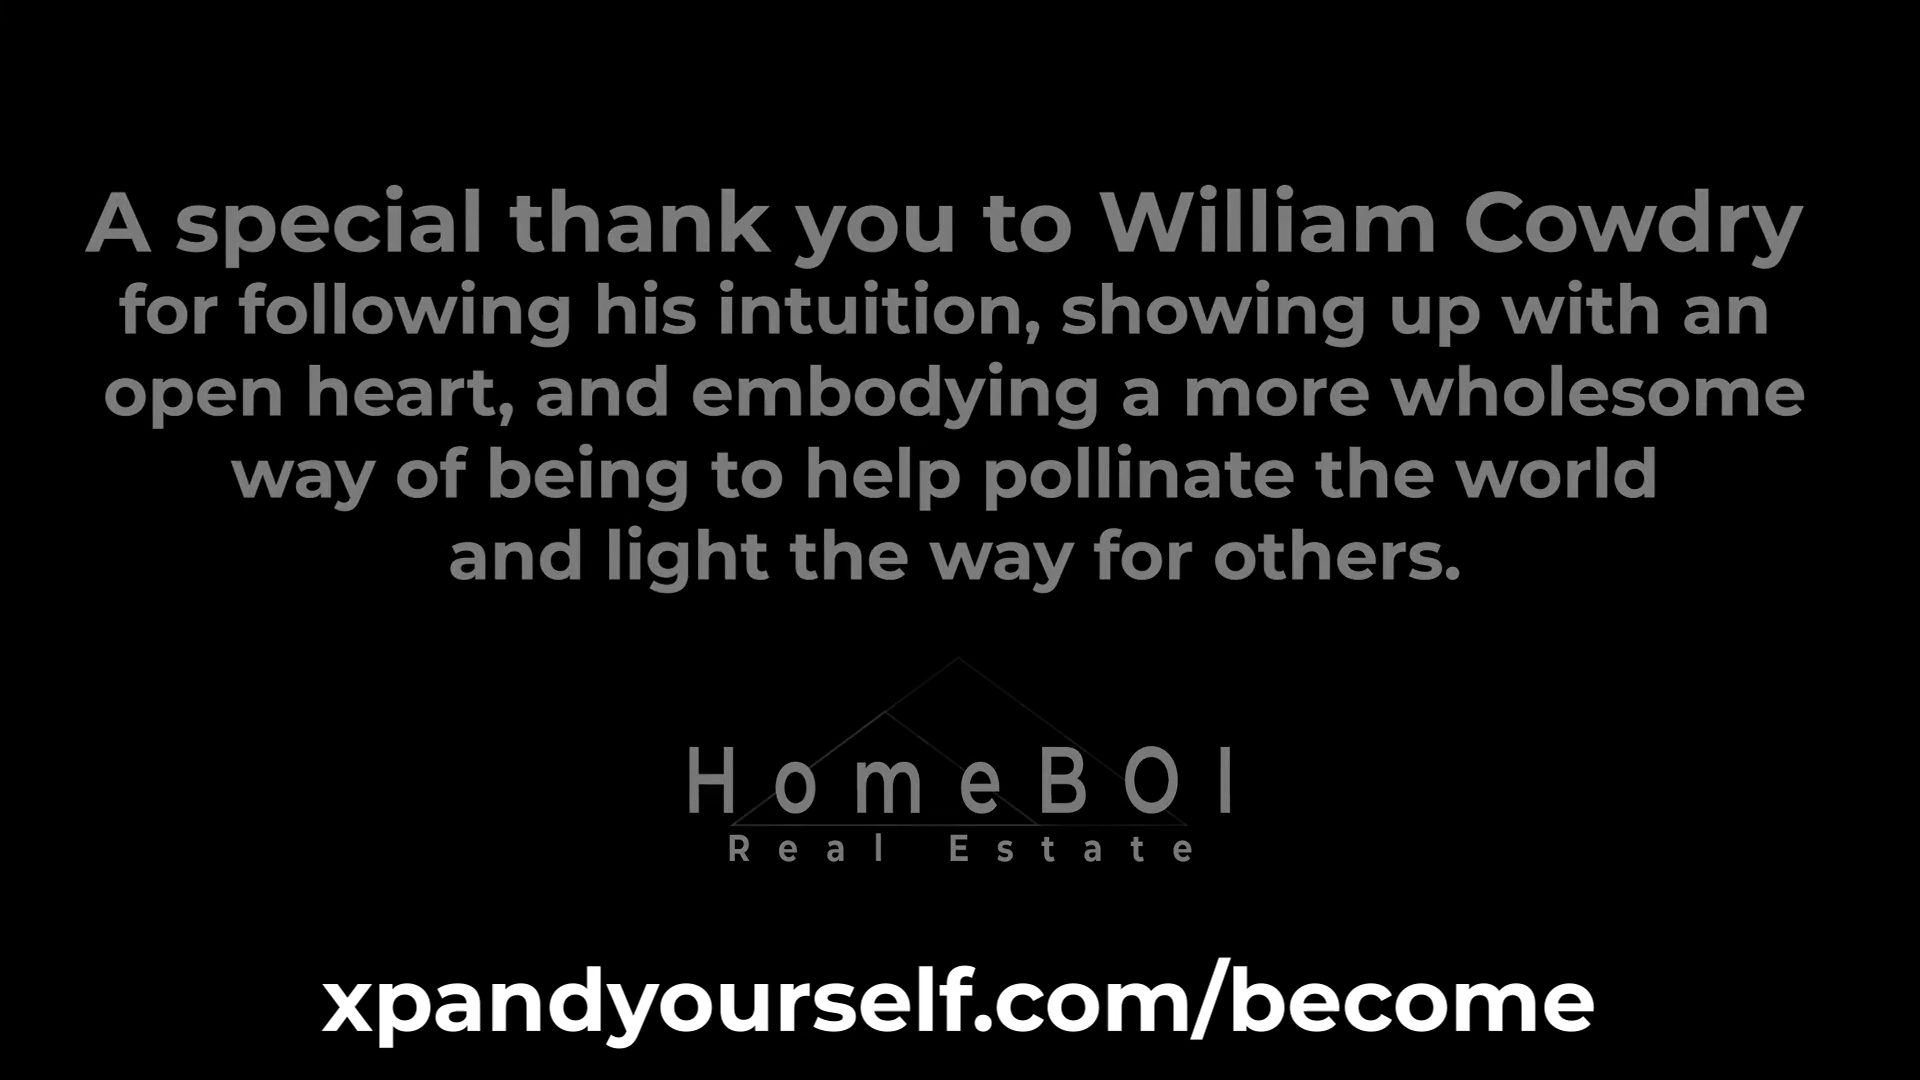 A special thank you to William Cowdry
for following his intuition, showing up with an
open heart, and embodying a more wholesome
way of being to help pollinate the world
and light the way for others.
HomeBOI
Real Estate
xpandyourself.com/become